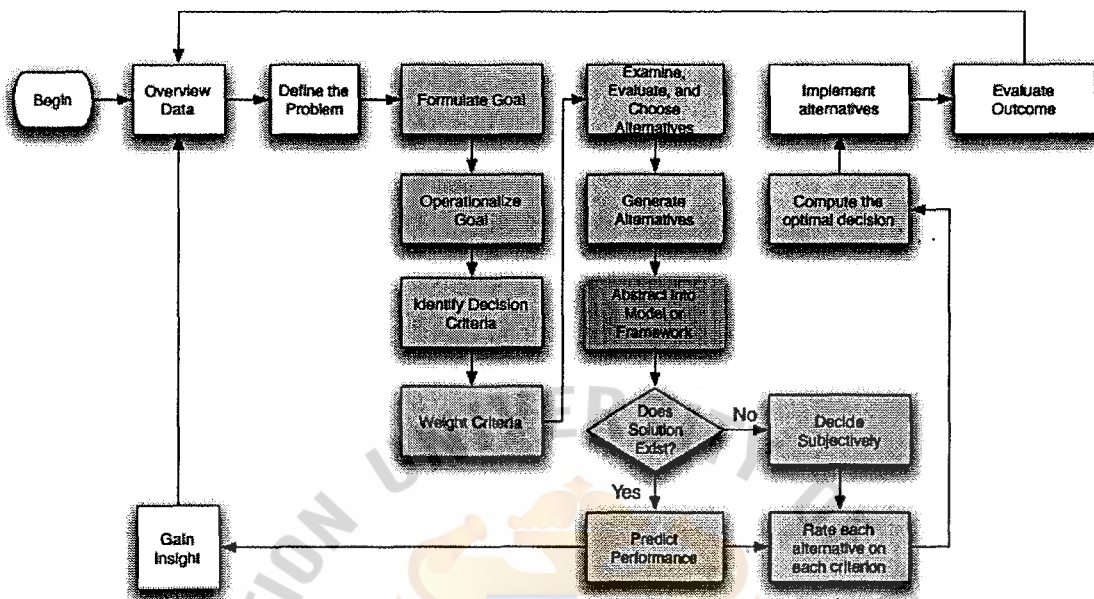 Begin
Overview
Data
Define the
Problem
Formulate Goal
Operationalize
Goal
Identify Decision
Criteria
Weight Criteria
Examine,
Evaluate, and
Choose
Alternatives
Generate
Alternatives
Abstract into
Model or
Framework
Does
Solution
Exist?
No
Yes
Decide
Subjectively
Predict
Performance
Rate each
alternative on
each criterion
Compute the
optimal decision
Implement
alternatives
Evaluate
Outcome
Gain
Insight